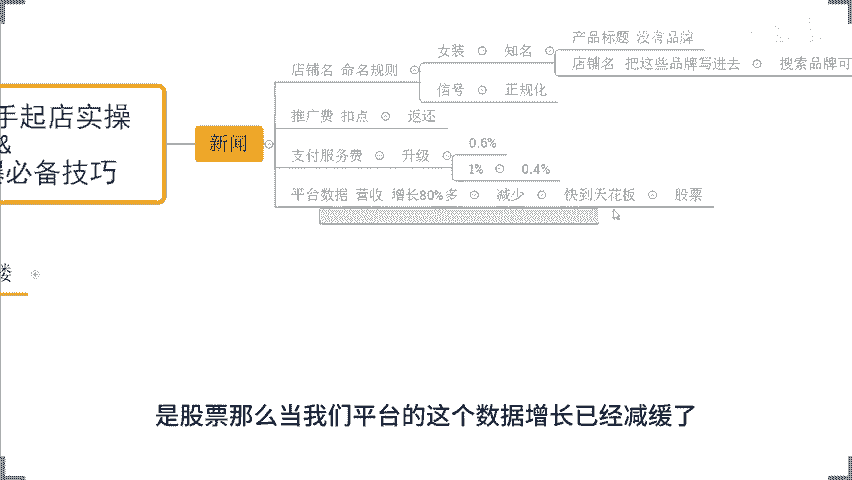 手起店实操
&
必备技巧
新闻
店铺名 命名规则
女装
知名
产品标题 没有品牌
店铺名 把这些品牌写进去
搜索品牌可
信号
正规化
推广费 扣点
返还
支付服务费
升级
0.6%
1%
0.4%
平台数据 营收 增长80%多
减少
快到天花板
股票
楼
是股票那么当我们平台的这个数据增长已经减缓了